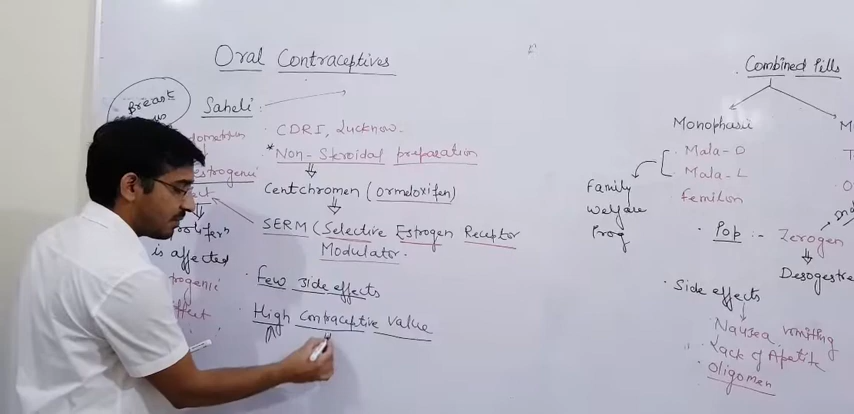 Oral Contraceptives
Breast
Saheli :
· CDRI, Lucknow.
* Non-Steroidal preparation
Centchromen (Ormeloxifen)
SERM (Selective Estrogen Receptor
Modulator.
· Few side effects
· High contraceptive value
is affected
Combined Pills
Monophasic
Mala-D
Mala-L
Femilon
Family
Welfare
Prog
· Pop :- Zerogen
Desogestre
· Side effects
Nausea, vomiting
· Lack of Apetite
· Oligomen